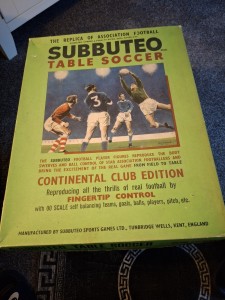 THE REPLICA OF ASSOCIATION FOOTBALL
SUBBUTEO
TABLE SOCCER
3
THE SUBBUTEO FOOTBALL PLAYER FIGURES REPRODUCE THE BODY
SWERVES AND BALL CONTROL OF LIVE ASSOCIATION FOOTBALLERS AND
BRING THE EXCITEMENT OF THE REAL GAME FROM FIELD TO TABLE
CONTINENTAL CLUB EDITION
Reproducing all the thrills of real football by
FINGERTIP CONTROL
with OO SCALE self balancing teams, goals, balls, players, pitch, etc.
MANUFACTURED BY SUBBUTEO SPORTS GAMES LTD., TUNBRIDGE WELLS, KENT, ENGLAND